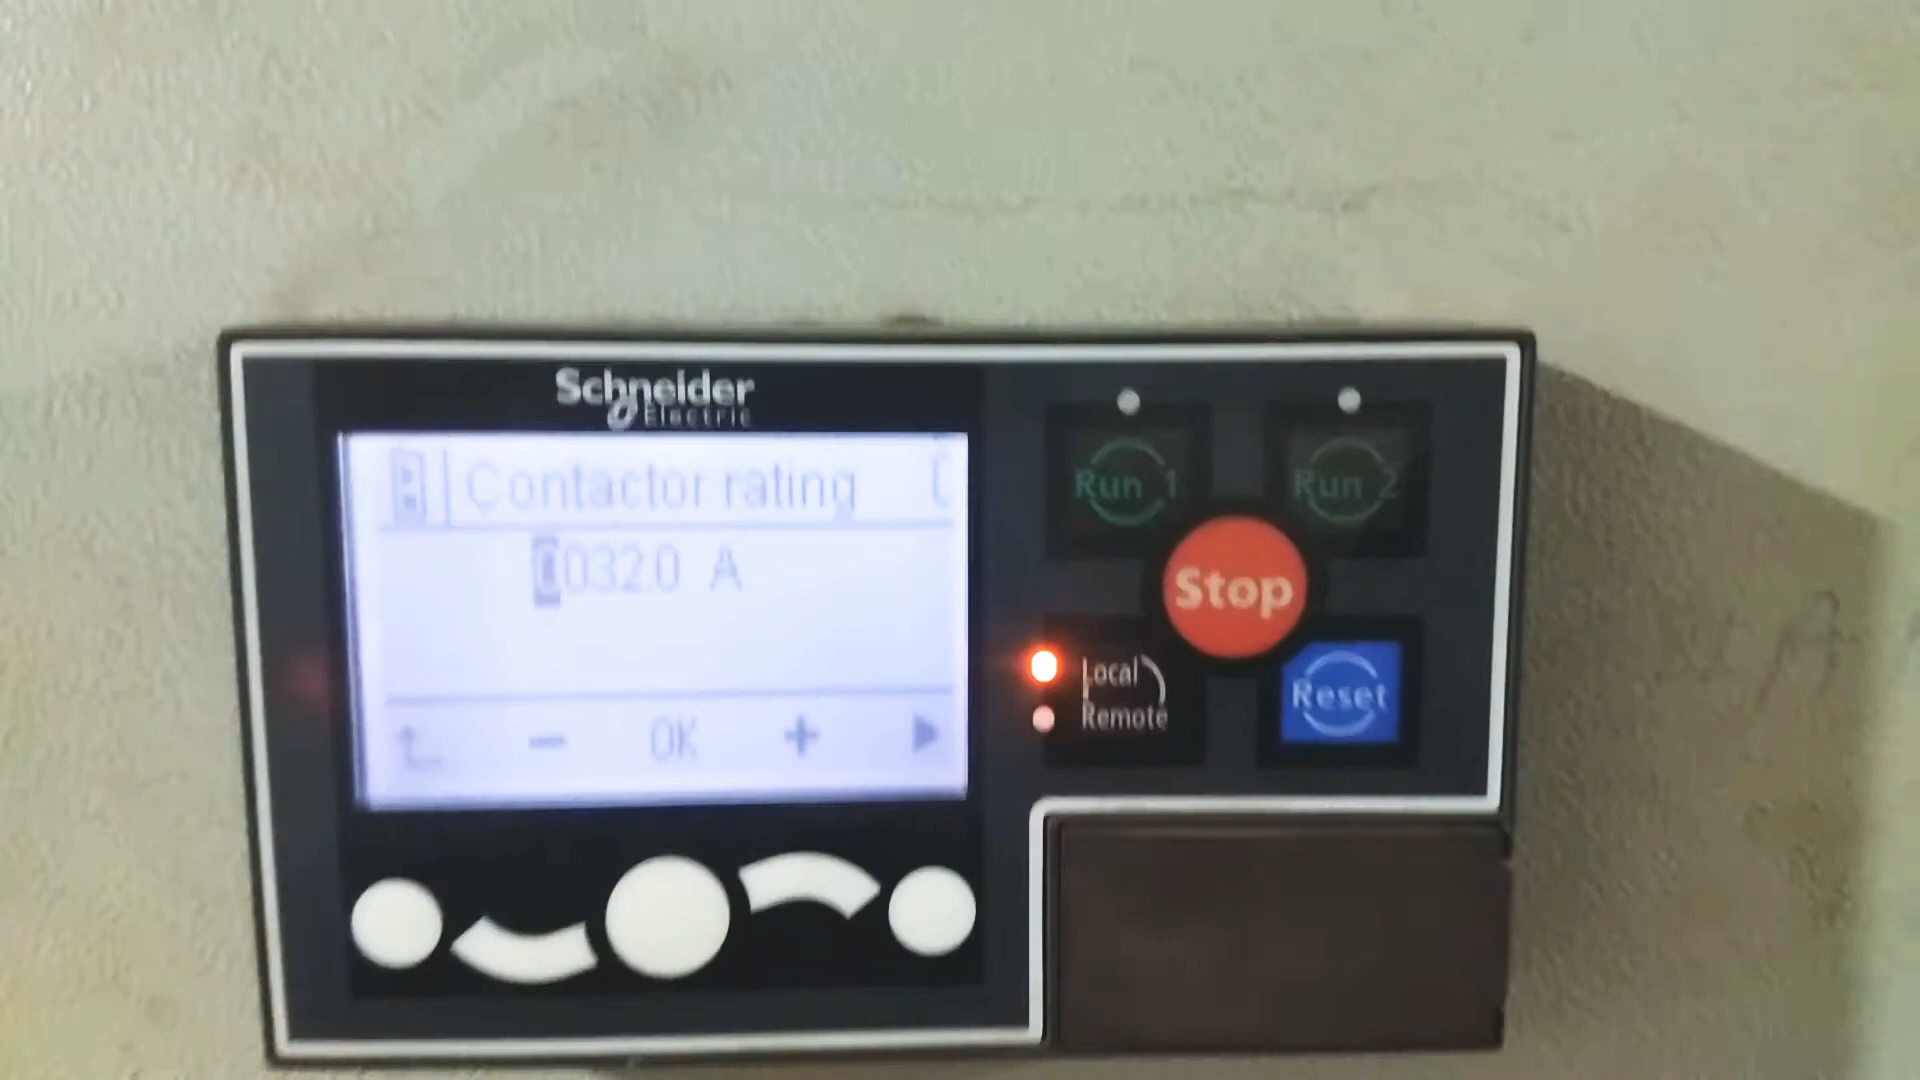 Schneider
Electric
Contactor rating
0032.0 A
OK
Run 1
Run 2
Stop
Local
Remote
Reset